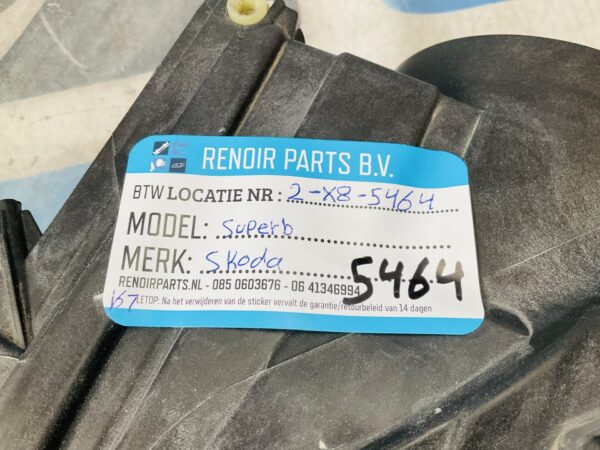 RENOIR PARTS B.V.
BTW LOCATIE NR : 2-X8-5464
MODEL: Superb
MERK: Skoda
RENOIRPARTS.NL - 085 0603676 - 06 41346994
5464
LETOP: Na het verwijderen van de sticker vervalt de garantie/retourbeleid van 14 dagen